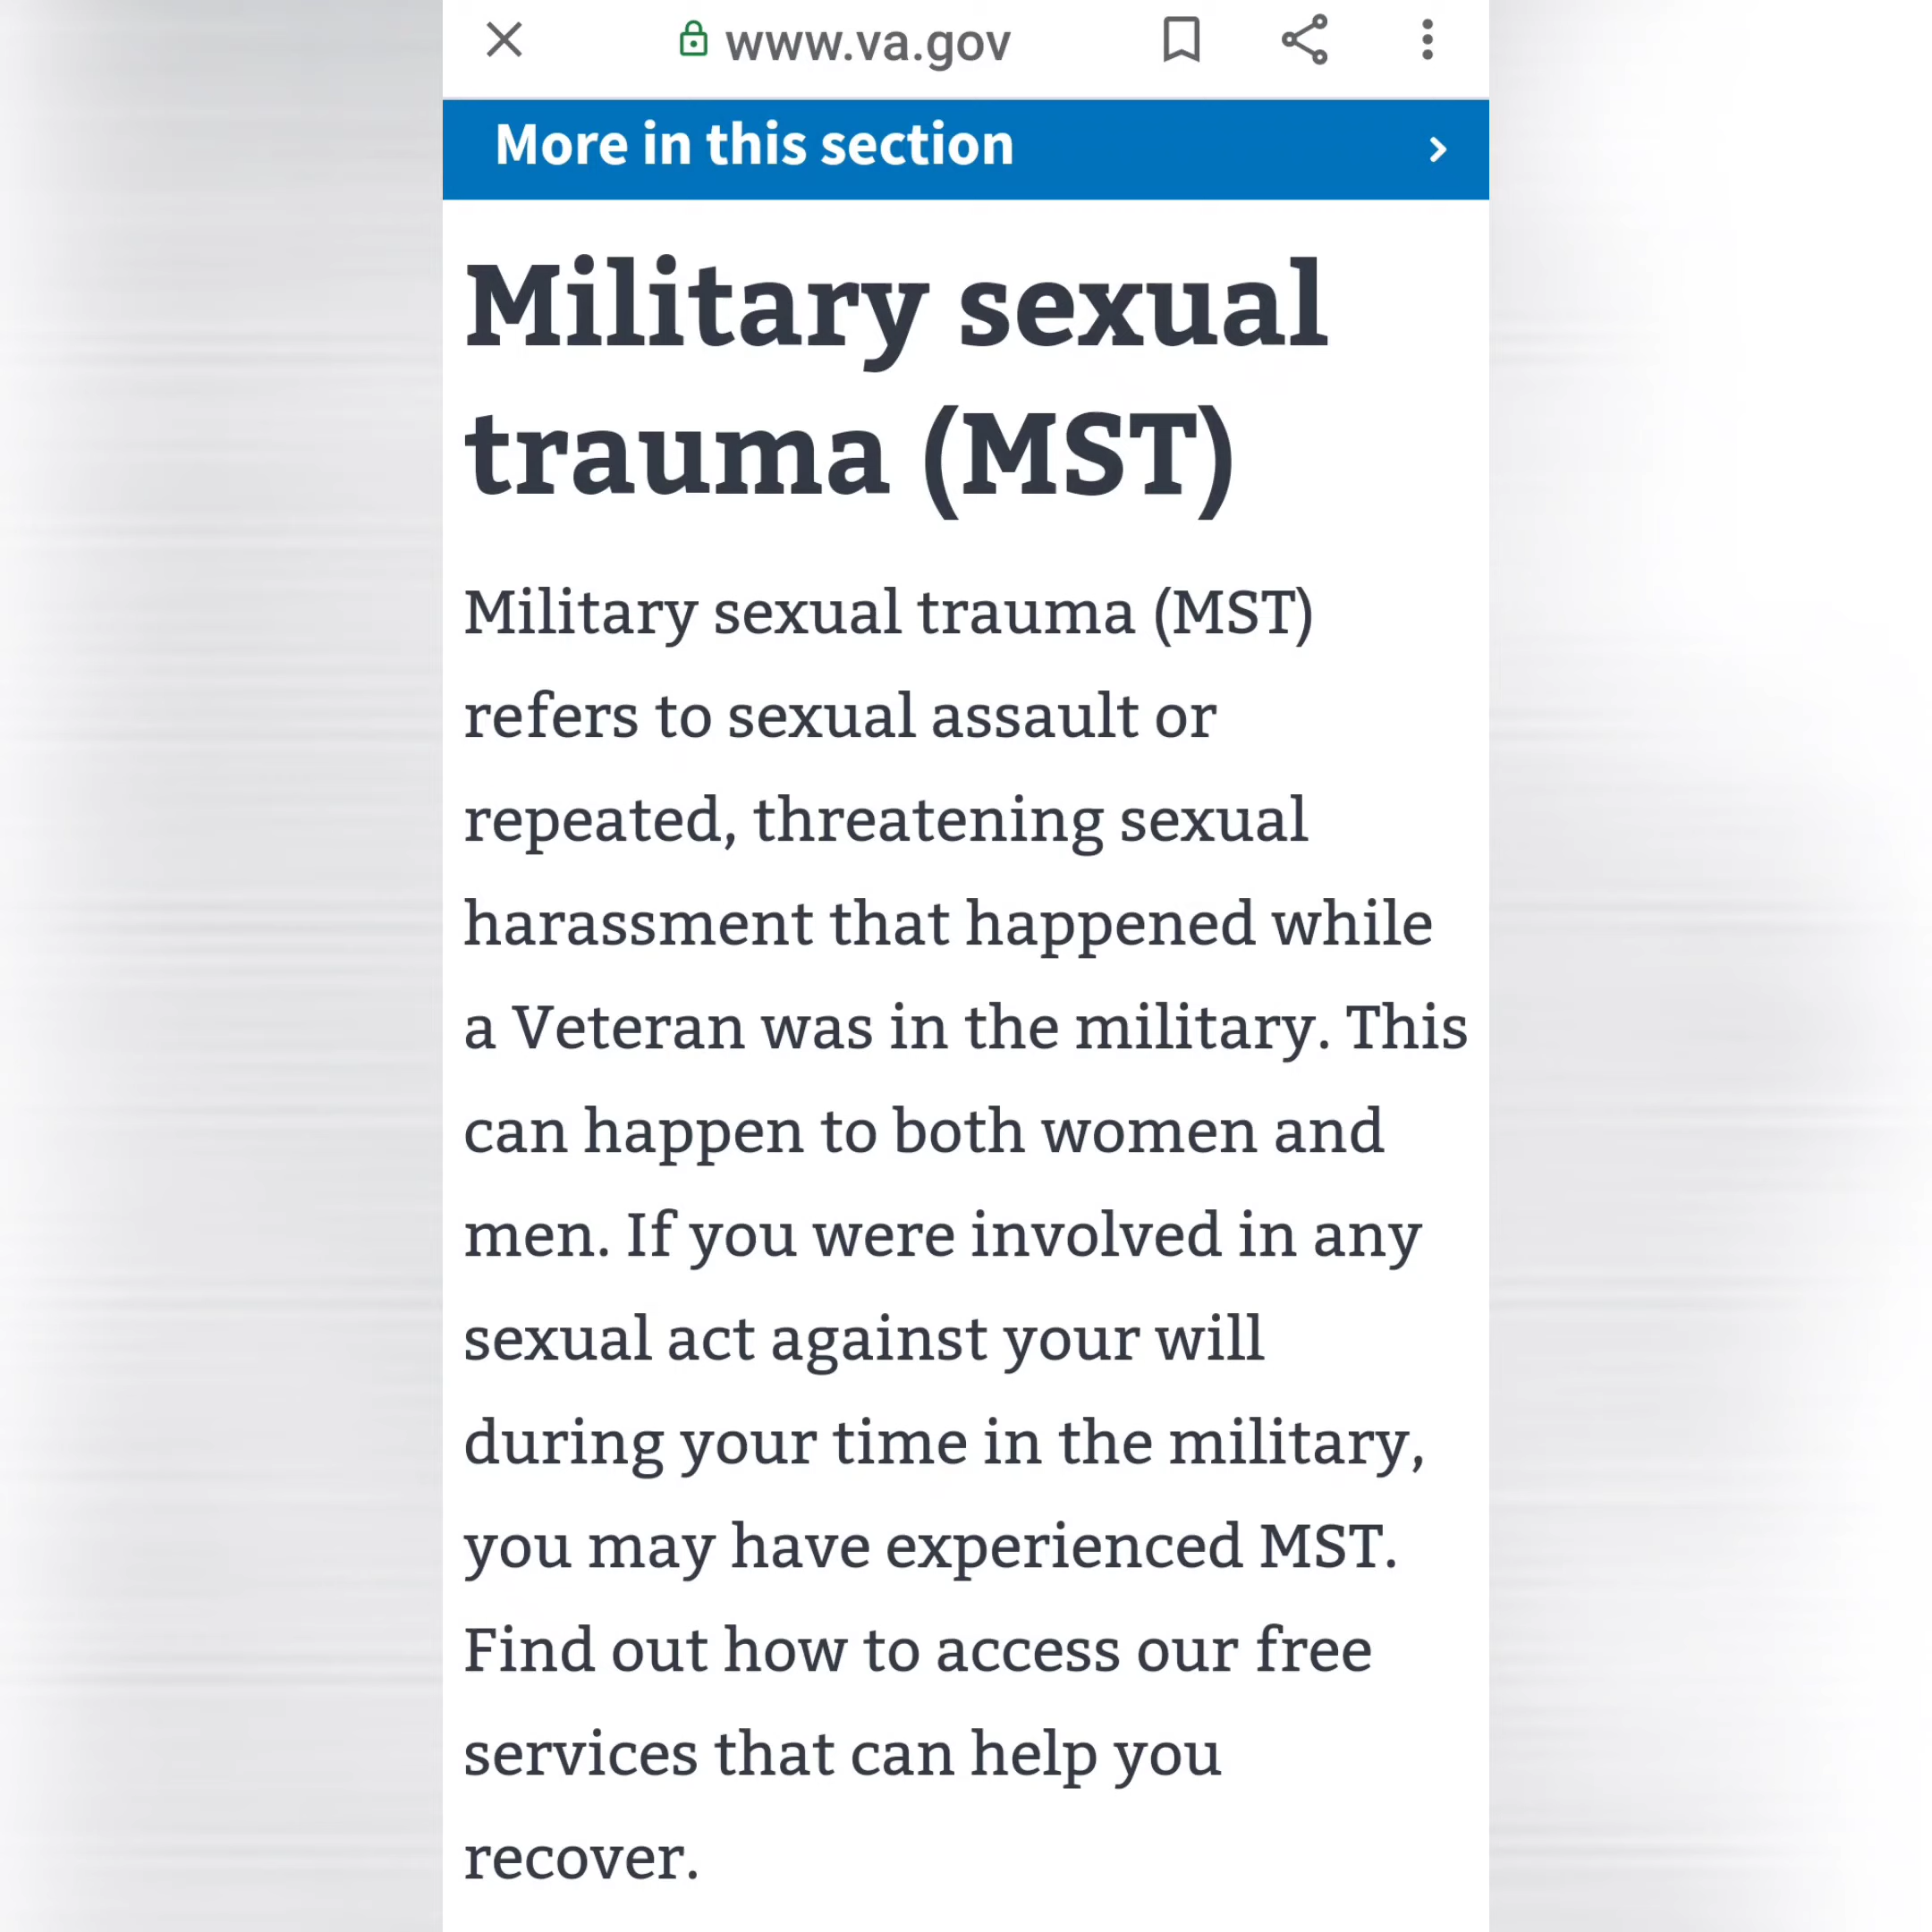 www.va.gov
More in this section
Military sexual
trauma (MST)
Military sexual trauma (MST)
refers to sexual assault or
repeated, threatening sexual
harassment that happened while
a Veteran was in the military. This
can happen to both women and
men. If you were involved in any
sexual act against your will
during your time in the military,
you may have experienced MST.
Find out how to access our free
services that can help you
recover.